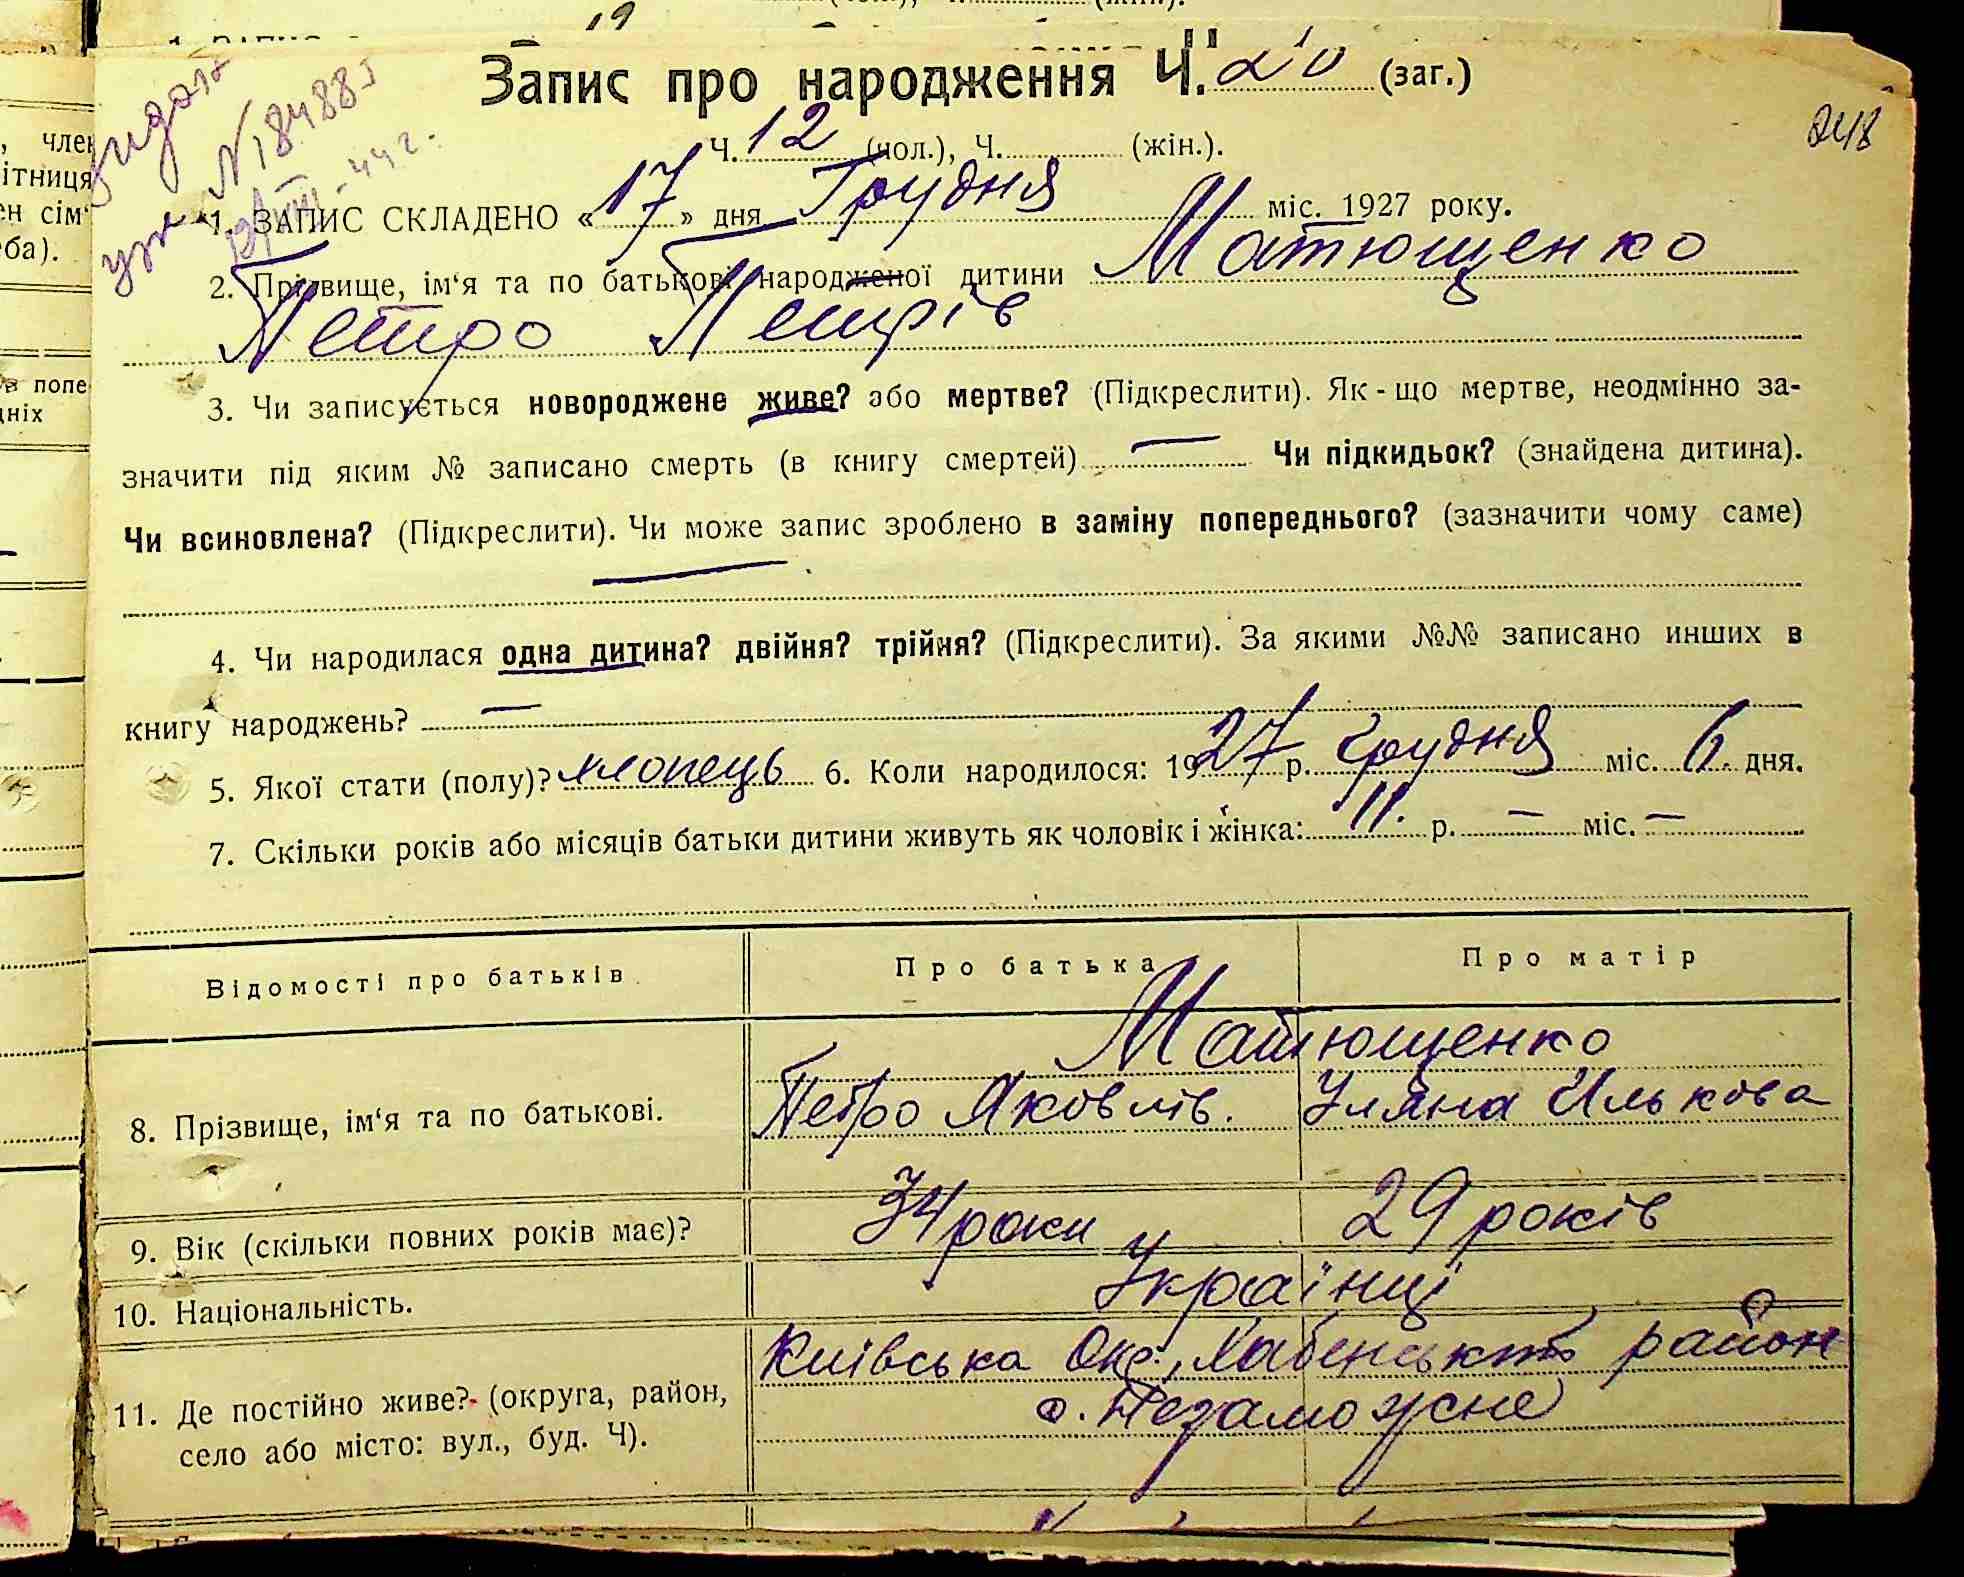 19
Запис про народження Ч. 20 (заг.)
248
Ч. 12 (чол.), Ч. (жін.).
1. ЗАПИС СКЛАДЕНО «17» дня Грудня міс. 1927 року.
2. Прізвище, ім‘я та по батькові народженої дитини Матющенко
Петро Петрів
3. Чи записується новороджене живе? або мертве? (Підкреслити). Як-що мертве, неодмінно за-
значити під яким № записано смерть (в книгу смертей) — Чи підкидьок? (знайдена дитина).
Чи всиновлена? (Підкреслити). Чи може запис зроблено в заміну попереднього? (зазначити чому саме)
—
4. Чи народилася одна дитина? двійня? трійня? (Підкреслити). За якими №№ записано инших в
книгу народжень? —
5. Якої стати (полу)? хлопець 6. Коли народилося: 1927 р. Грудня міс. 6. дня.
7. Скільки років або місяців батьки дитини живуть як чоловік і жінка: 11. р. — міс. —
Відомості про батьків Про батька Про матір
Матющенко
8. Прізвище, ім‘я та по батькові. Петро Яковлів. Уляна Илькова
9. Вік (скільки повних років має)? 34 роки 29 років
10. Національність. Українці
11. Де постійно живе? (округа, район, Київська Окр., район
село або місто: вул., буд. Ч). с. Незаможне